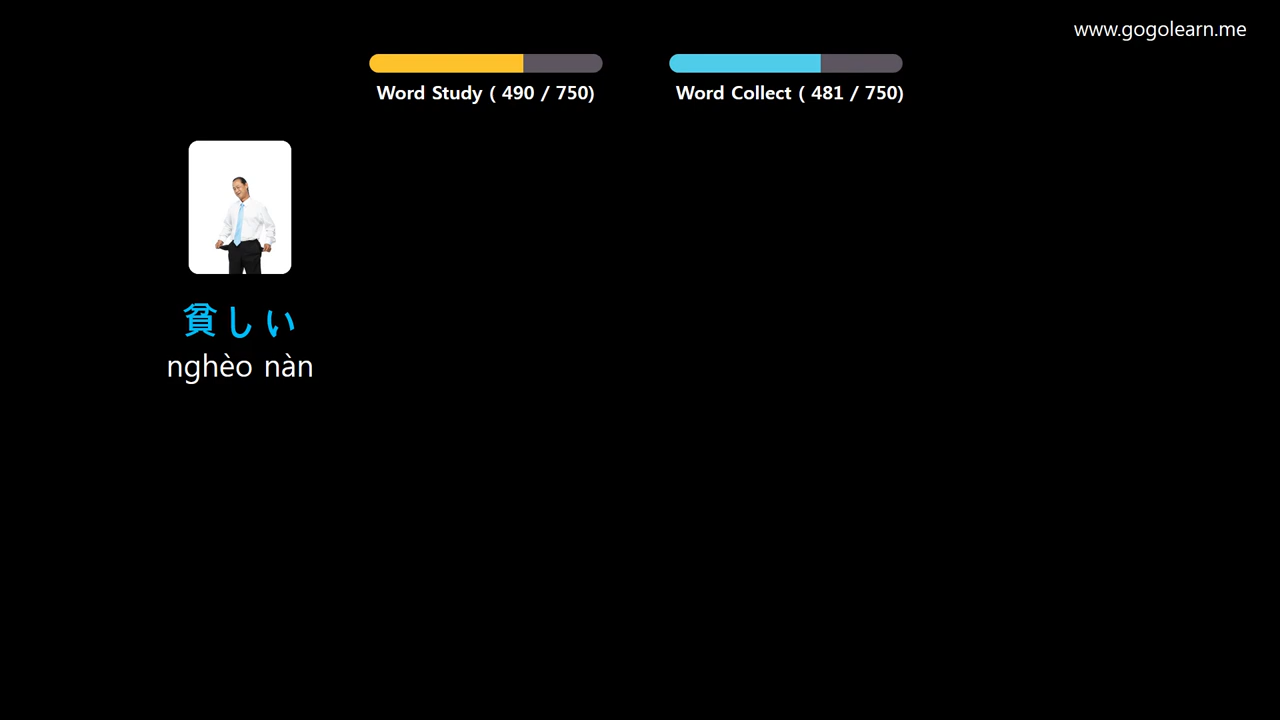 www.gogolearn.me
Word Study ( 490 / 750)
Word Collect ( 481 / 750)
貧しい
nghèo nàn